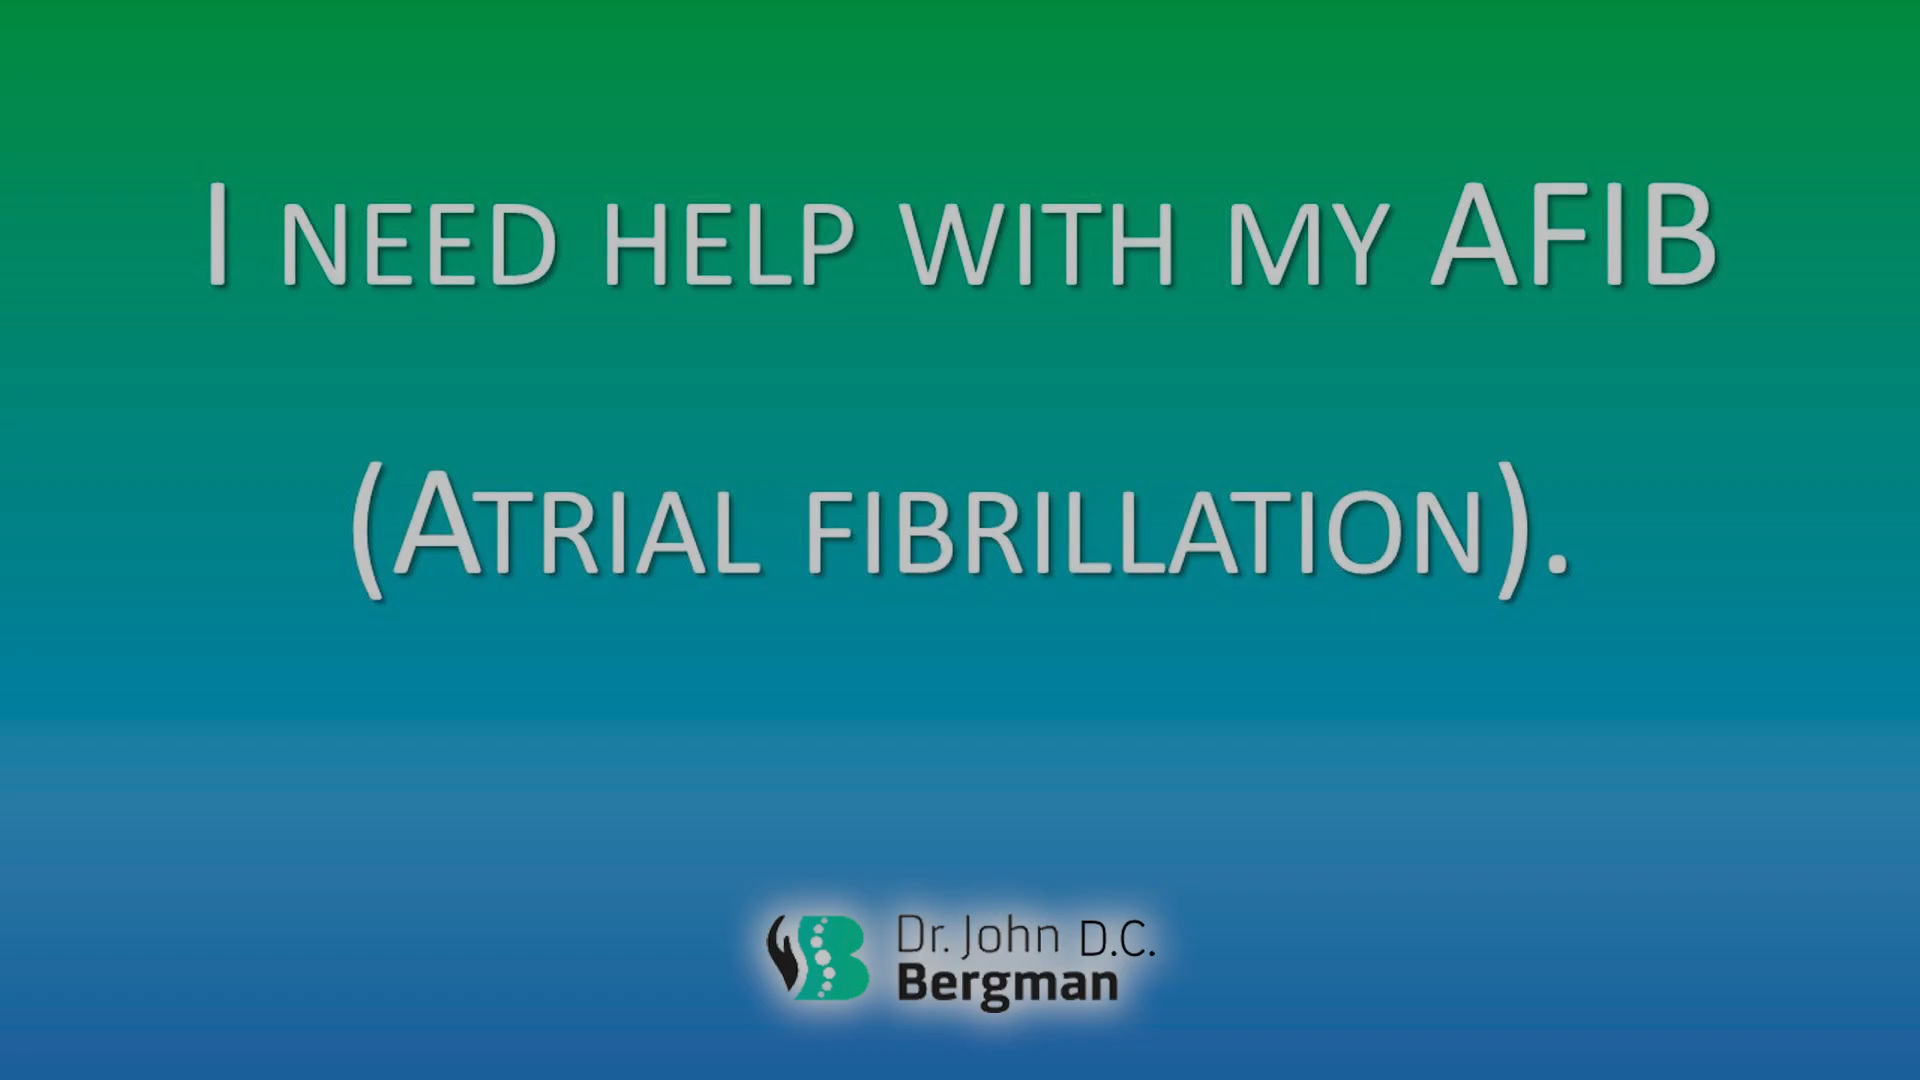 I need help with my AFIB
(Atrial fibrillation).
Dr. John D.C.
Bergman